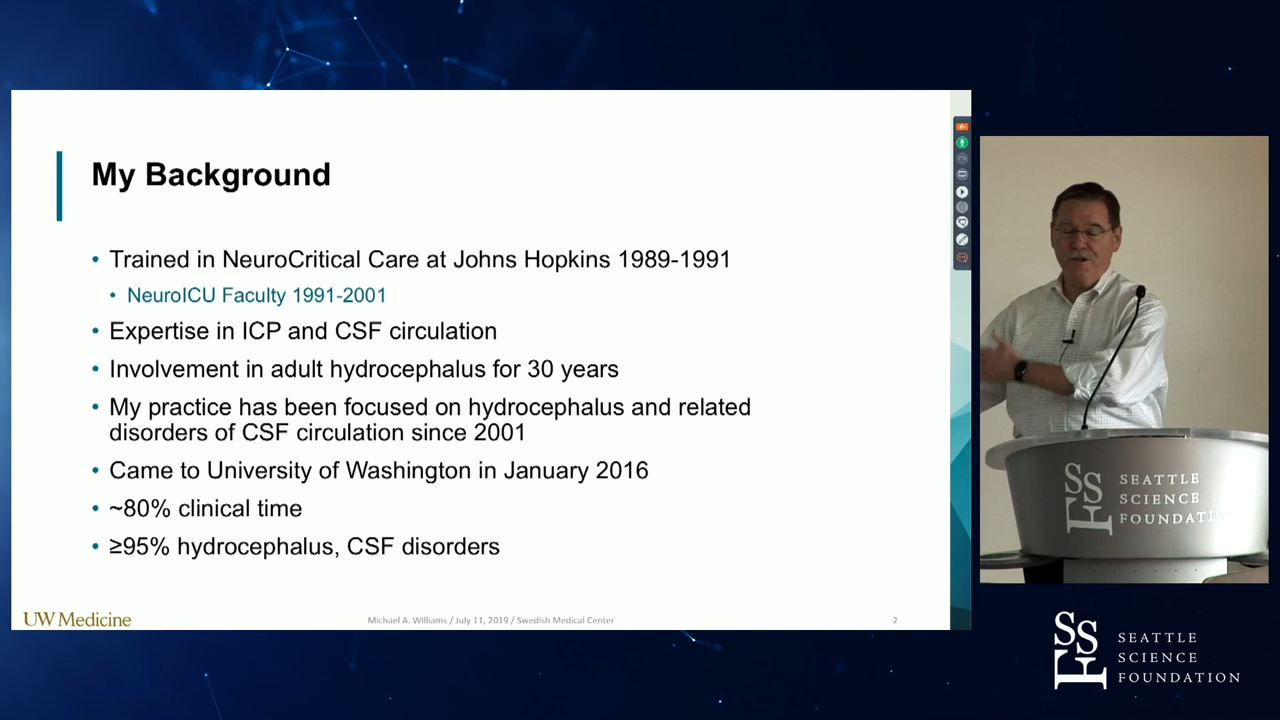 My Background
• Trained in NeuroCritical Care at Johns Hopkins 1989-1991
• NeuroICU Faculty 1991-2001
• Expertise in ICP and CSF circulation
• Involvement in adult hydrocephalus for 30 years
• My practice has been focused on hydrocephalus and related
disorders of CSF circulation since 2001
• Came to University of Washington in January 2016
• ~80% clinical time
• ≥95% hydrocephalus, CSF disorders
UW Medicine
Michael A. Williams / July 11, 2019 / Swedish Medical Center
2
SSF
SEATTLE
SCIENCE
FOUNDATI
SSF
SEATTLE
SCIENCE
FOUNDATION